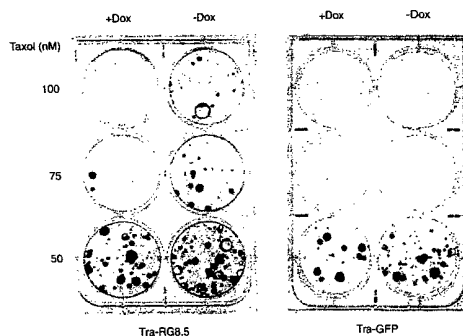 +Dox -Dox +Dox -Dox
Taxol (nM)
100
75
50
Tra-RG8.5 Tra-GFP